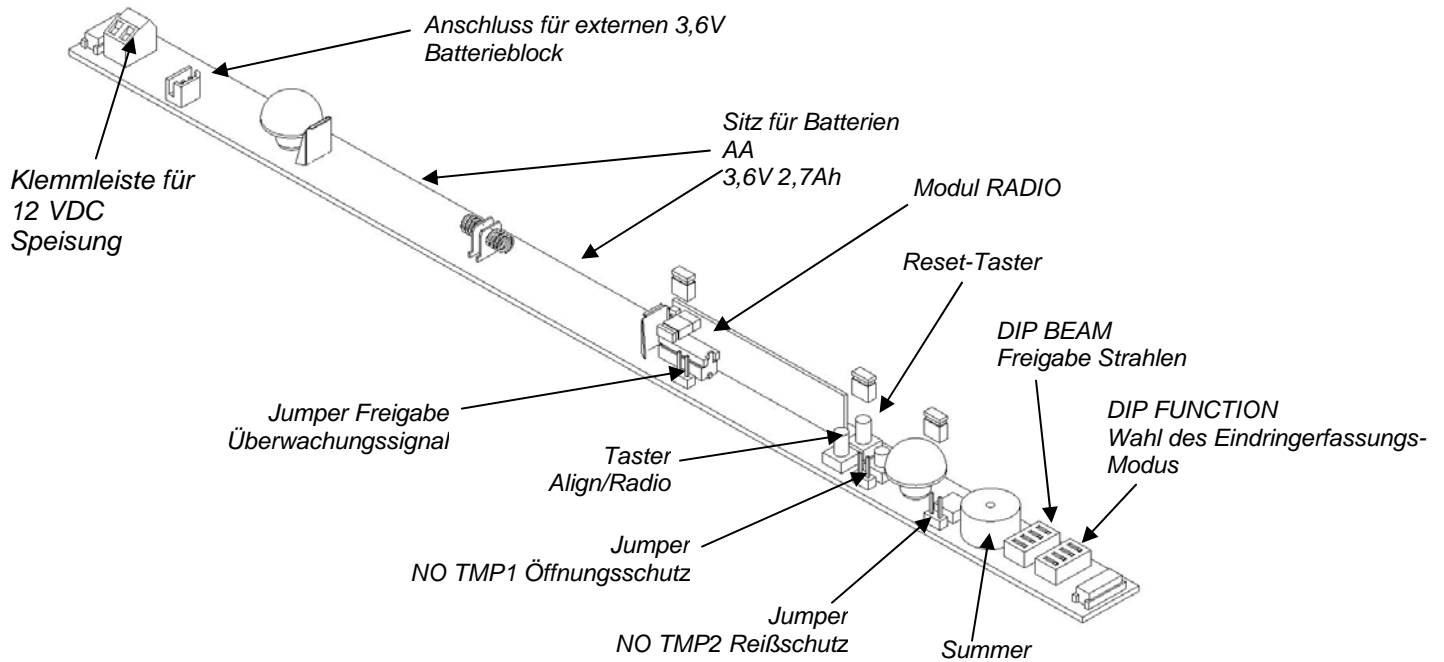 Anschluss für externen 3,6V
Batterieblock
Sitz für Batterien
AA
3,6V 2,7Ah
Klemmleiste für
12 VDC
Speisung
Modul RADIO
Reset-Taster
DIP BEAM
Freigabe Strahlen
DIP FUNCTION
Wahl des Eindringerfassungs-
Modus
Jumper Freigabe
Überwachungssignal
Taster
Align/Radio
Jumper
NO TMP1 Öffnungsschutz
Jumper
NO TMP2 Reißschutz
Summer